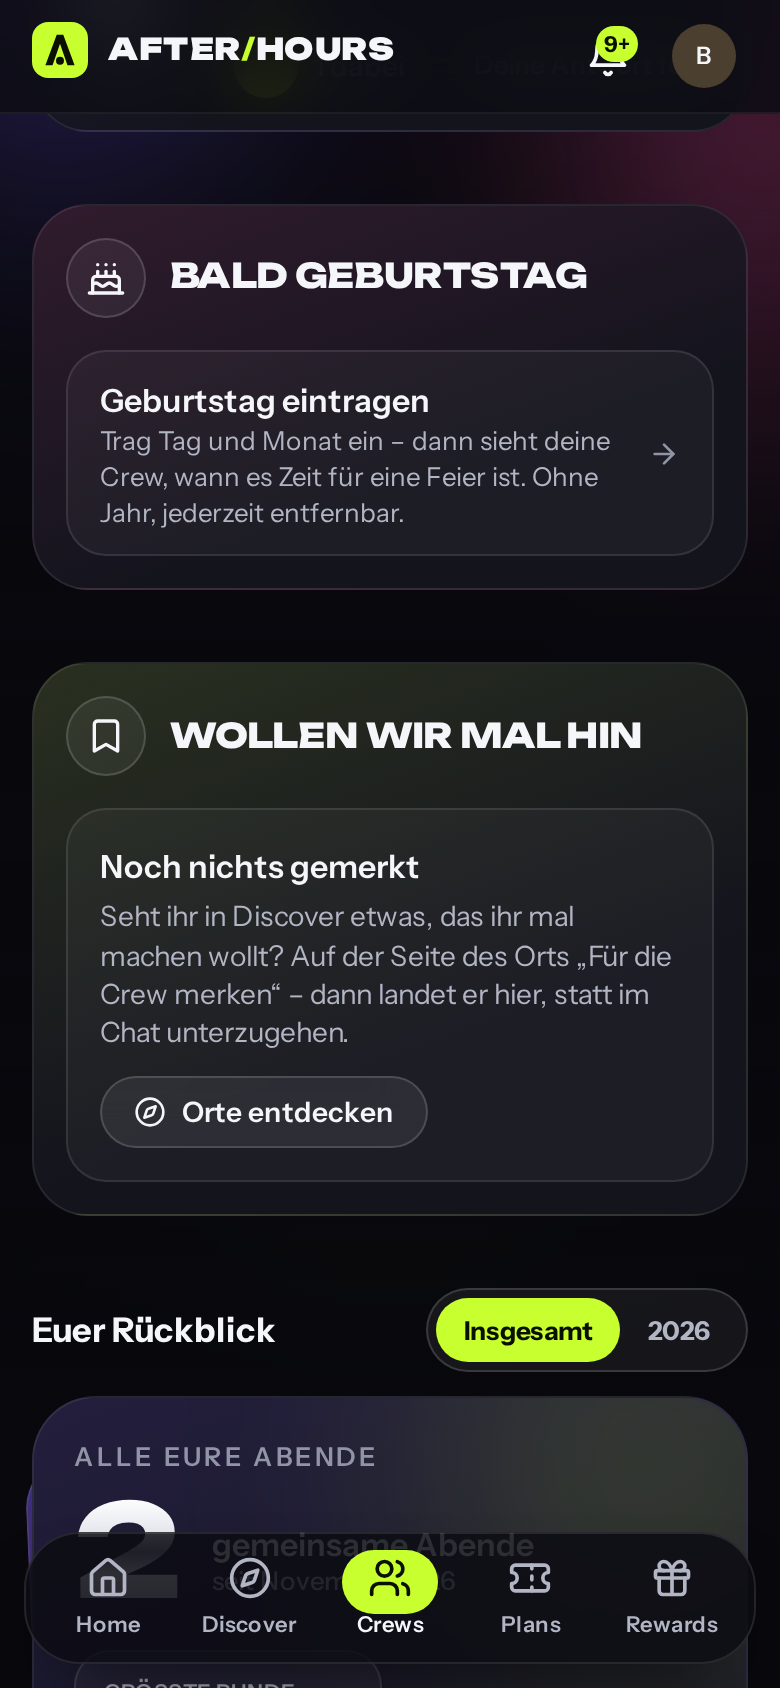 AFTER/HOURS
9+
B
BALD GEBURTSTAG
Geburtstag eintragen
Trag Tag und Monat ein – dann sieht deine
Crew, wann es Zeit für eine Feier ist. Ohne
Jahr, jederzeit entfernbar.
WOLLEN WIR MAL HIN
Noch nichts gemerkt
Seht ihr in Discover etwas, das ihr mal
machen wollt? Auf der Seite des Orts „Für die
Crew merken“ – dann landet er hier, statt im
Chat unterzugehen.
Orte entdecken
Euer Rückblick
Insgesamt
2026
ALLE EURE ABENDE
2
gemeinsame Abende
Home
Discover
Crews
Plans
Rewards
GRÖSSTE RUNDE